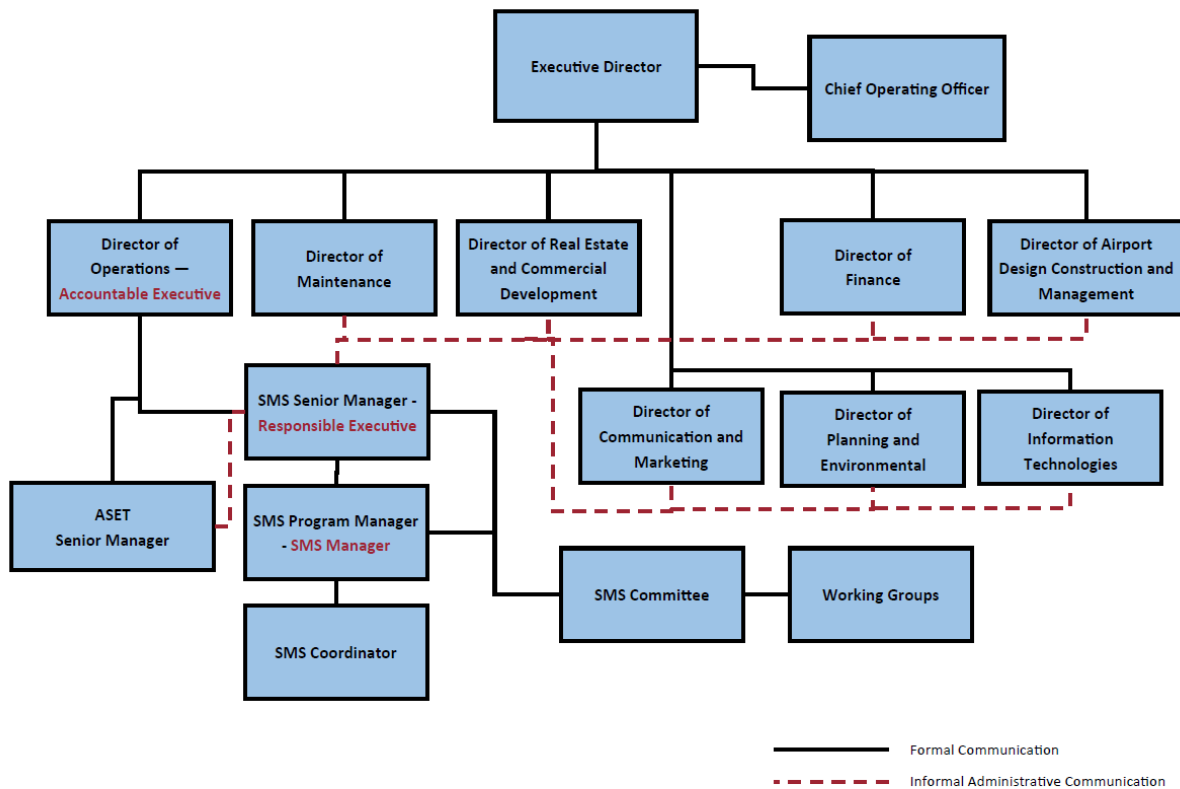 Executive Director
Chief Operating Officer
Director of
Operations —
Accountable Executive
Director of
Maintenance
Director of Real Estate
and Commercial
Development
Director of
Finance
Director of Airport
Design Construction and
Management
SMS Senior Manager -
Responsible Executive
Director of
Communication and
Marketing
Director of
Planning and
Environmental
Director of
Information
Technologies
ASET
Senior Manager
SMS Program Manager
- SMS Manager
SMS Committee
Working Groups
SMS Coordinator
Formal Communication
Informal Administrative Communication